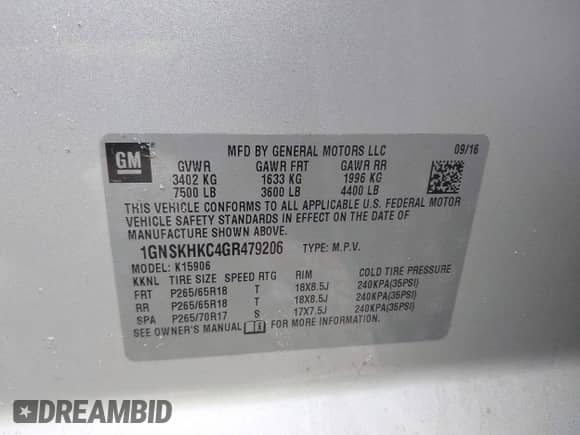 GM
MFD BY GENERAL MOTORS LLC 09/16
GVWR GAWR FRT GAWR RR
3402 KG 1633 KG 1996 KG
7500 LB 3600 LB 4400 LB
THIS VEHICLE CONFORMS TO ALL APPLICABLE U.S. FEDERAL MOTOR
VEHICLE SAFETY STANDARDS IN EFFECT ON THE DATE OF
MANUFACTURE SHOWN ABOVE.
1GNSKHKC4GR479206 TYPE: M.P.V.
MODEL: K15906
KKNL TIRE SIZE SPEED RTG RIM COLD TIRE PRESSURE
FRT P265/65R18 T 18X8.5J 240KPA(35PSI)
RR P265/65R18 T 18X8.5J 240KPA(35PSI)
SPA P265/70R17 S 17X7.5J 240KPA(35PSI)
SEE OWNER'S MANUAL FOR MORE INFORMATION.
DREAMBID